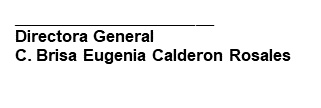 Directora General
C. Brisa Eugenia Calderon Rosales